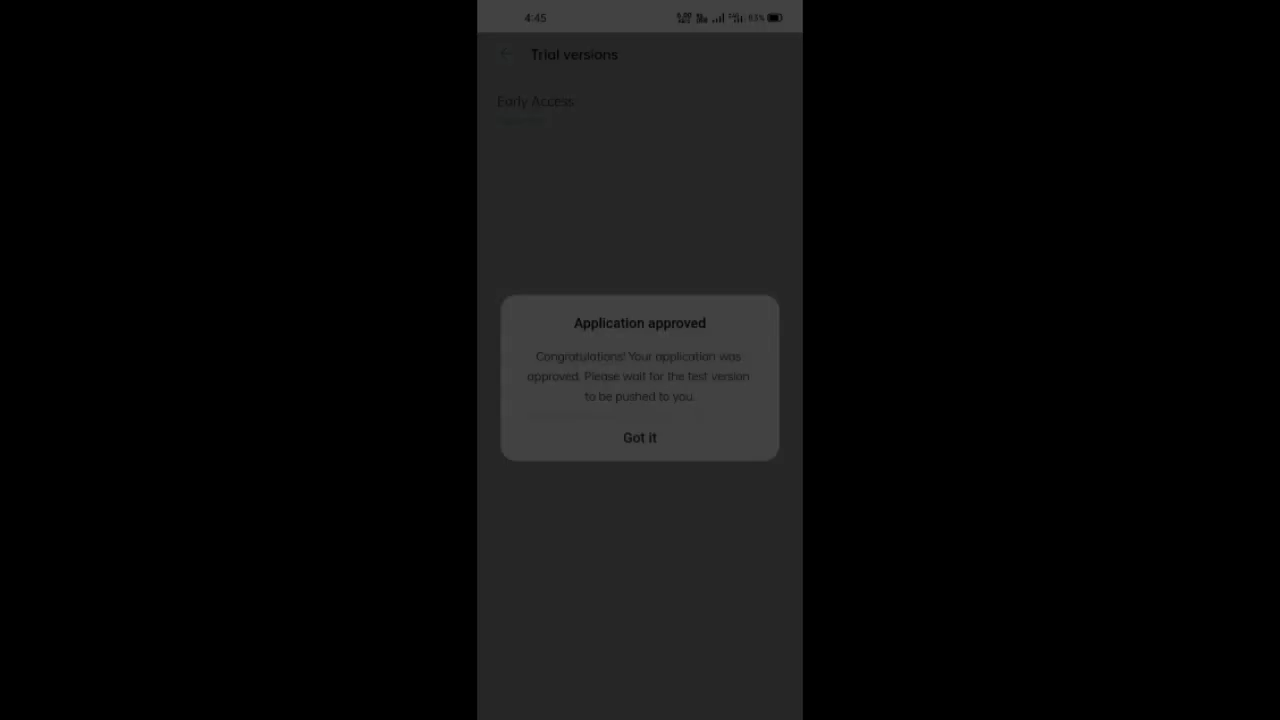 4:45
63%
Trial versions
Early Access
Application approved
Congratulations! Your application was
approved. Please wait for the test version
to be pushed to you.
Got it